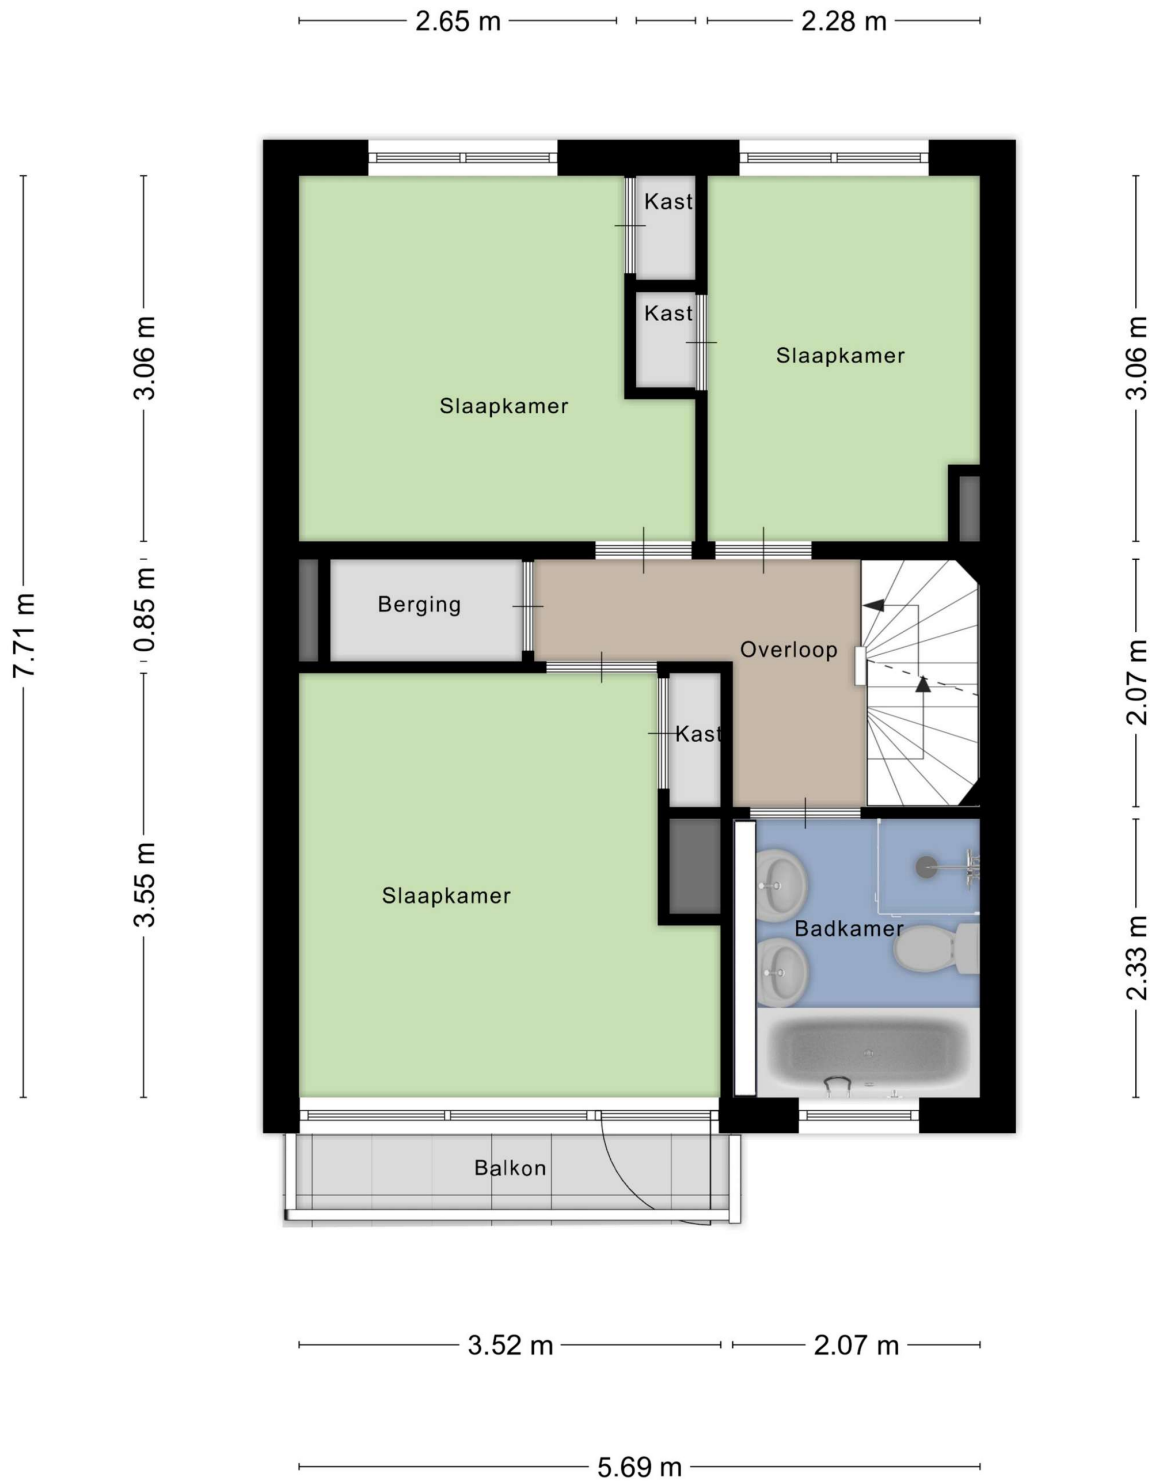 2.65 m
2.28 m
Kast
Kast
Slaapkamer
Slaapkamer
3.06 m
3.06 m
Berging
0.85 m
7.71 m
Overloop
2.07 m
Kast
Slaapkamer
3.55 m
Badkamer
2.33 m
Balkon
3.52 m
2.07 m
5.69 m